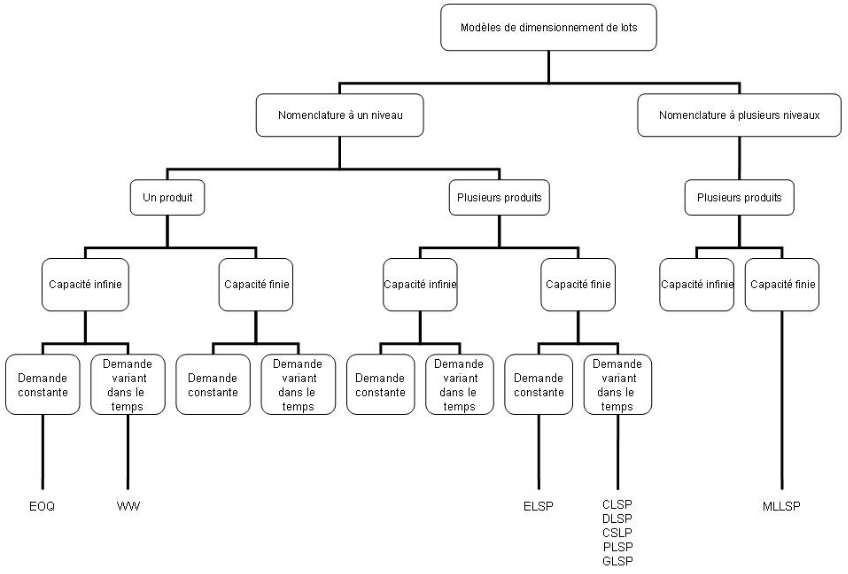 Modèles de dimensionnement de lots
Nomenclature à un niveau
Nomenclature à plusieurs niveaux
Un produit
Plusieurs produits
Plusieurs produits
Capacité infinie
Capacité finie
Capacité infinie
Capacité finie
Capacité infinie
Capacité finie
Demande
constante
Demande
variant
dans le
temps
Demande
constante
Demande
variant
dans le
temps
Demande
constante
Demande
variant
dans le
temps
Demande
constante
Demande
variant
dans le
temps
EOQ
WW
ELSP
CLSP
DLSP
CSLP
PLSP
GLSP
MLLSP